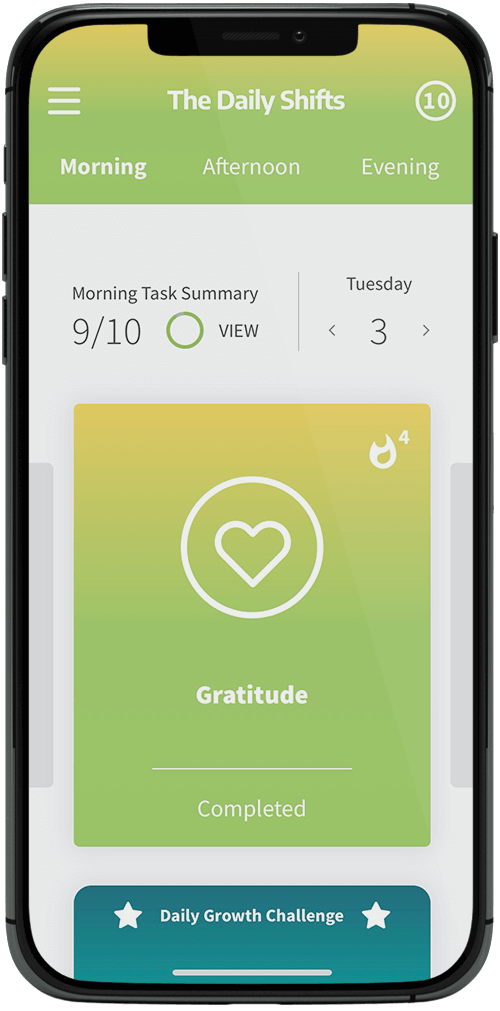 The Daily Shifts
10
Morning Afternoon Evening
Morning Task Summary
9/10 VIEW
Tuesday
< 3 >
4
Gratitude
Completed
Daily Growth Challenge